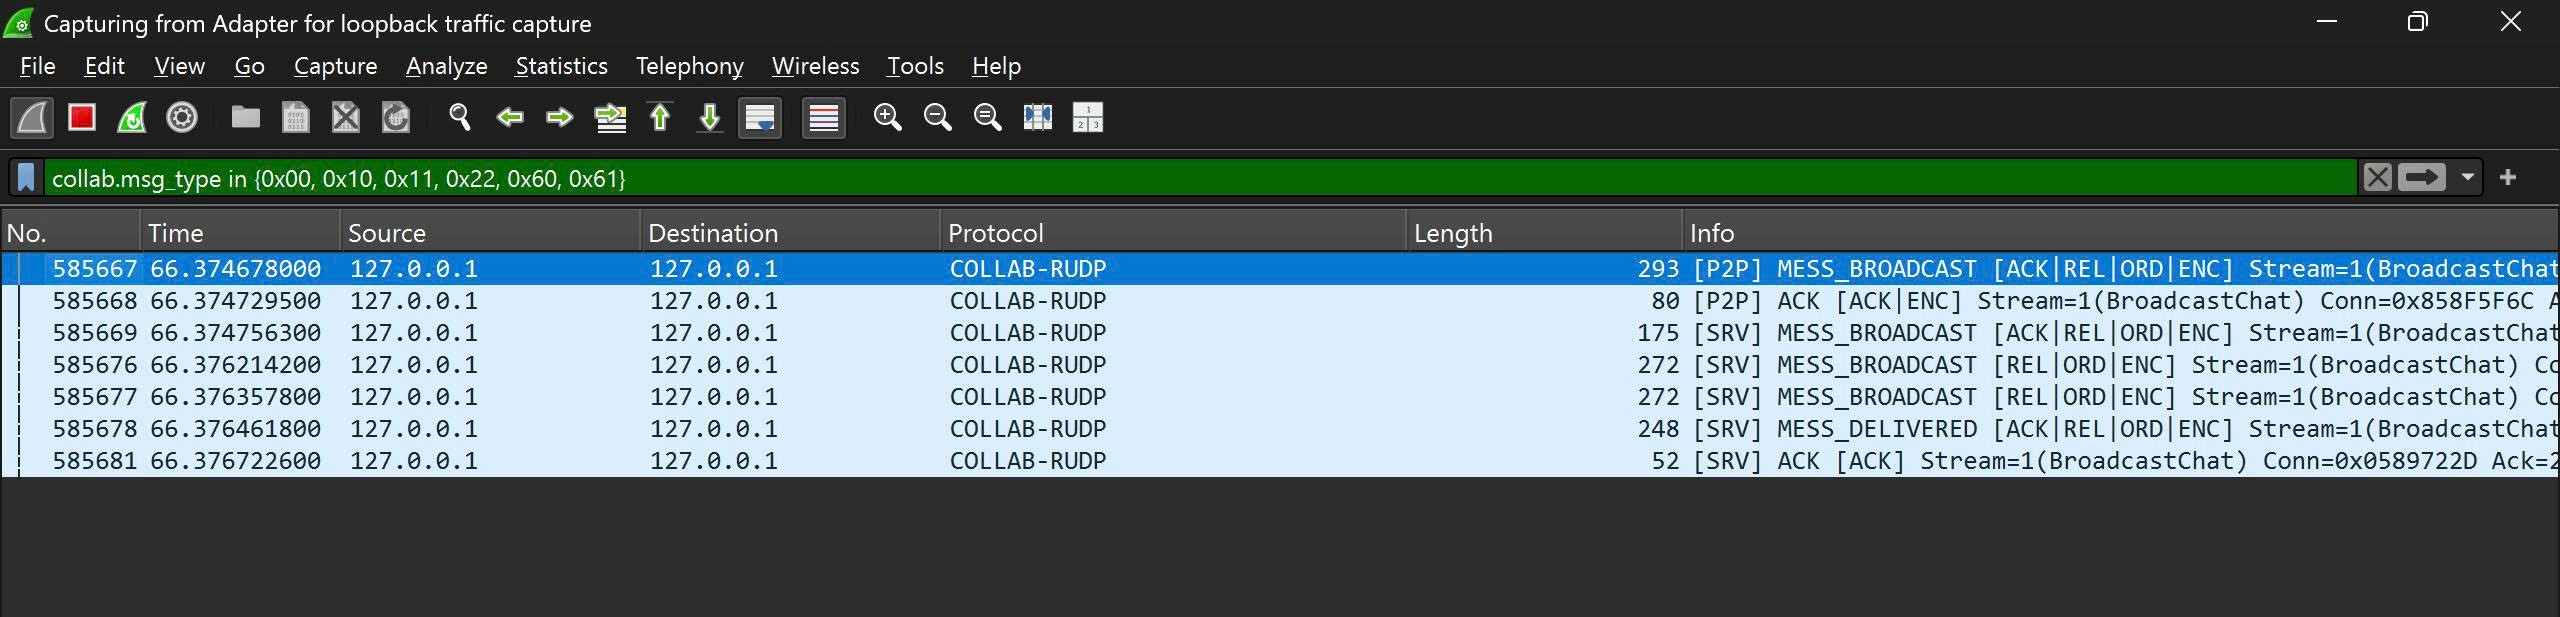 Capturing from Adapter for loopback traffic capture
File Edit View Go Capture Analyze Statistics Telephony Wireless Tools Help
collab.msg_type in {0x00, 0x10, 0x11, 0x22, 0x60, 0x61}
No. Time Source Destination Protocol Length Info
585667 66.374678000 127.0.0.1 127.0.0.1 COLLAB-RUDP 293 [P2P] MESS_BROADCAST [ACK|REL|ORD|ENC] Stream=1(BroadcastChat
585668 66.374729500 127.0.0.1 127.0.0.1 COLLAB-RUDP 80 [P2P] ACK [ACK|ENC] Stream=1(BroadcastChat) Conn=0x858F5F6C A
585669 66.374756300 127.0.0.1 127.0.0.1 COLLAB-RUDP 175 [SRV] MESS_BROADCAST [ACK|REL|ORD|ENC] Stream=1(BroadcastChat
585676 66.376214200 127.0.0.1 127.0.0.1 COLLAB-RUDP 272 [SRV] MESS_BROADCAST [REL|ORD|ENC] Stream=1(BroadcastChat) Co
585677 66.376357800 127.0.0.1 127.0.0.1 COLLAB-RUDP 272 [SRV] MESS_BROADCAST [REL|ORD|ENC] Stream=1(BroadcastChat) Co
585678 66.376461800 127.0.0.1 127.0.0.1 COLLAB-RUDP 248 [SRV] MESS_DELIVERED [ACK|REL|ORD|ENC] Stream=1(BroadcastChat
585681 66.376722600 127.0.0.1 127.0.0.1 COLLAB-RUDP 52 [SRV] ACK [ACK] Stream=1(BroadcastChat) Conn=0x0589722D Ack=2